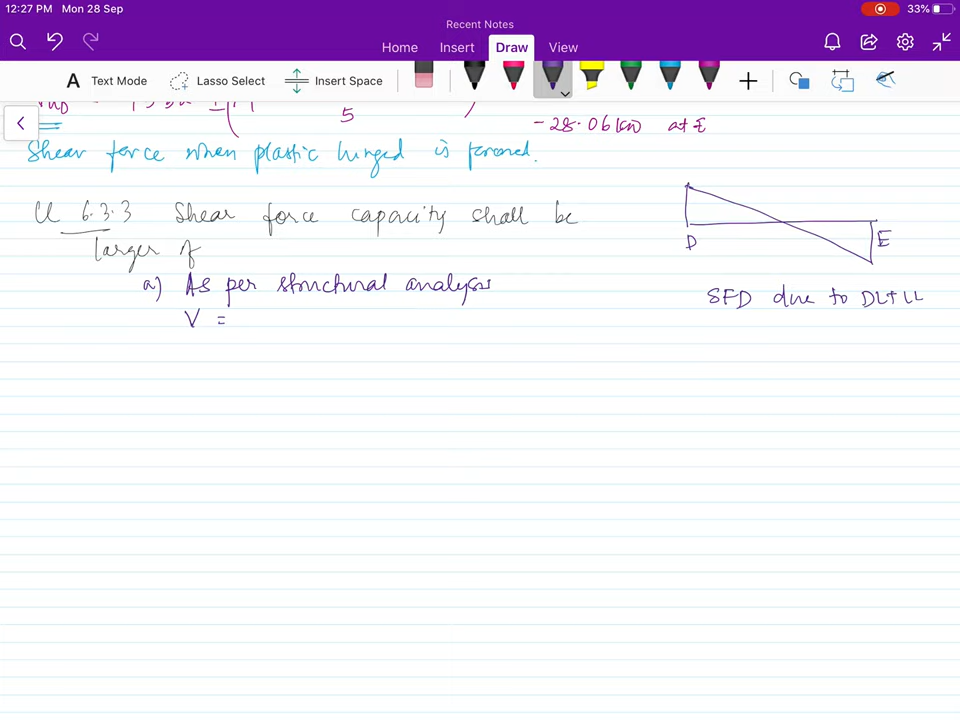 12:27 PM Mon 28 Sep
33%
Recent Notes
Home Insert Draw View
A Text Mode Lasso Select Insert Space
5
-28.06 kN at E
Shear force when plastic hinged is formed.
Cl 6.3.3 Shear force capacity shall be
larger of
a) As per structural analysis
V =
D
E
SFD due to DL+LL